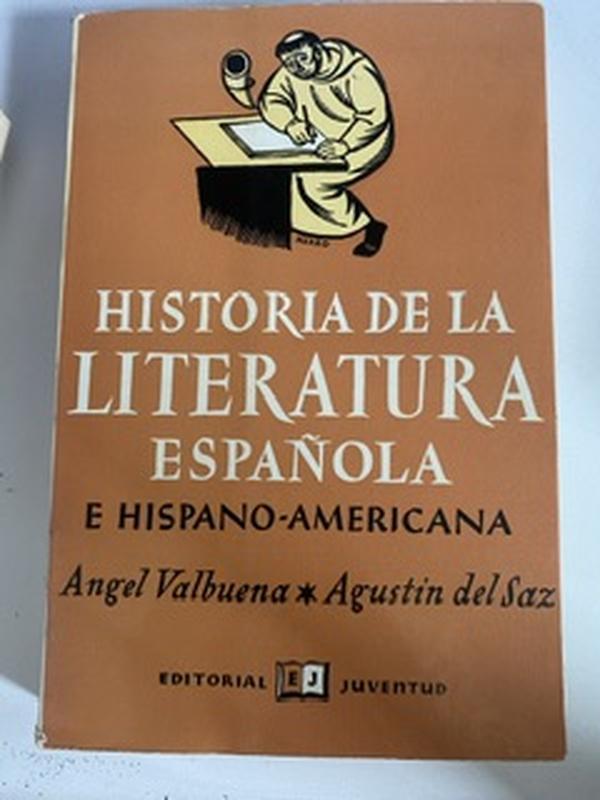 HISTORIA DE LA
LITERATURA
ESPAÑOLA
E HISPANO-AMERICANA
Angel Valbuena * Agustin del Saz
EDITORIAL EJ JUVENTUD